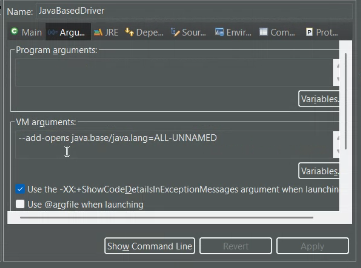 Name: JavaBasedDriver
Main Argu... JRE Depe... Sour... Envir... Com... Prot
Program arguments:
Variables.
VM arguments:
--add-opens java.base/java.lang=ALL-UNNAMED
Variables.
Use the -XX:+ShowCodeDetailsInExceptionMessages argument when launchin
Use @argfile when launching
Show Command Line Revert Apply